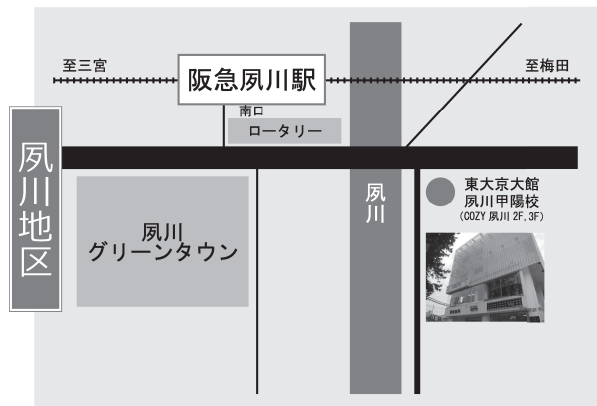 至三宮
至梅田
阪急夙川駅
南口
ロータリー
夙川地区
夙川
グリーンタウン
夙川
東大京大館
夙川甲陽校
(COZY 夙川 2F, 3F)